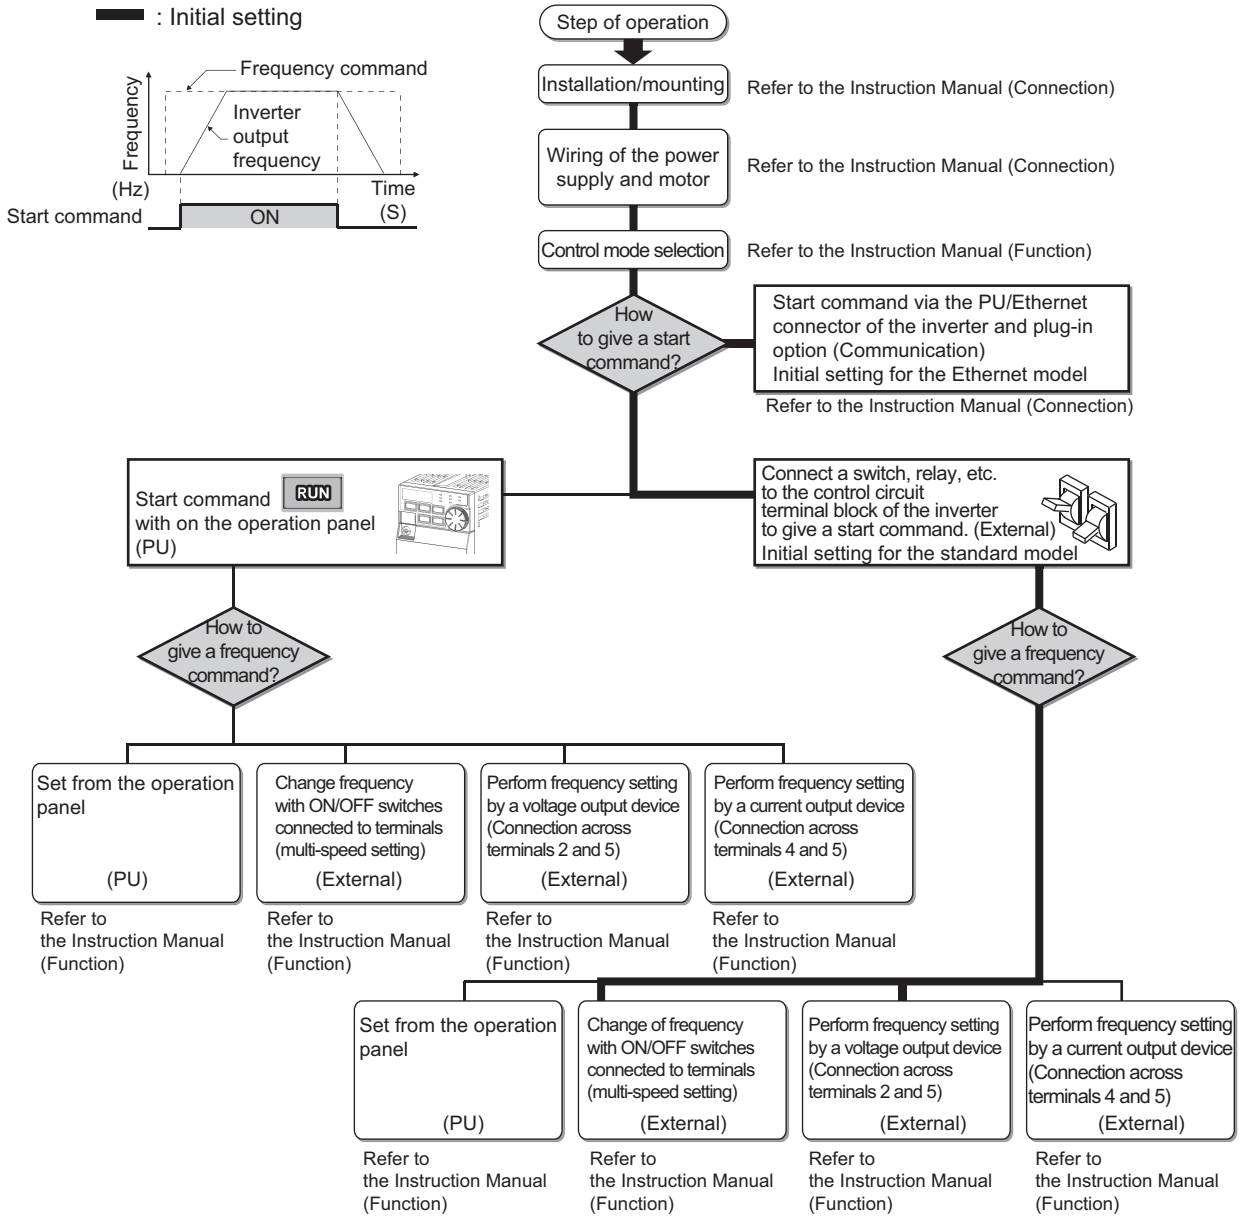 : Initial setting
Step of operation
Frequency command
Frequency
Inverter
output
frequency
(Hz)
Time
(S)
Start command
ON
Installation/mounting
Refer to the Instruction Manual (Connection)
Wiring of the power
supply and motor
Refer to the Instruction Manual (Connection)
Control mode selection
Refer to the Instruction Manual (Function)
How
to give a start
command?
Start command via the PU/Ethernet
connector of the inverter and plug-in
option (Communication)
Initial setting for the Ethernet model
Refer to the Instruction Manual (Connection)
Start command RUN
with on the operation panel
(PU)
Connect a switch, relay, etc.
to the control circuit
terminal block of the inverter
to give a start command. (External)
Initial setting for the standard model
How to
give a frequency
command?
How to
give a frequency
command?
Set from the operation
panel
(PU)
Refer to
the Instruction Manual
(Function)
Change frequency
with ON/OFF switches
connected to terminals
(multi-speed setting)
(External)
Refer to
the Instruction Manual
(Function)
Perform frequency setting
by a voltage output device
(Connection across
terminals 2 and 5)
(External)
Refer to
the Instruction Manual
(Function)
Perform frequency setting
by a current output device
(Connection across
terminals 4 and 5)
(External)
Refer to
the Instruction Manual
(Function)
Set from the operation
panel
(PU)
Refer to
the Instruction Manual
(Function)
Change of frequency
with ON/OFF switches
connected to terminals
(multi-speed setting)
(External)
Refer to
the Instruction Manual
(Function)
Perform frequency setting
by a voltage output device
(Connection across
terminals 2 and 5)
(External)
Refer to
the Instruction Manual
(Function)
Perform frequency setting
by a current output device
(Connection across
terminals 4 and 5)
(External)
Refer to
the Instruction Manual
(Function)